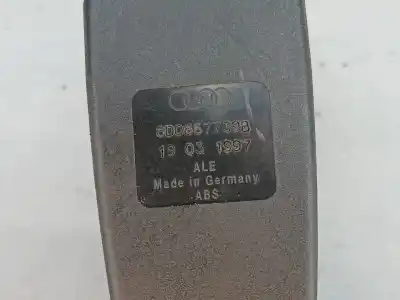 8D0857739B
19 03 1997
ALE
Made in Germany
ABS